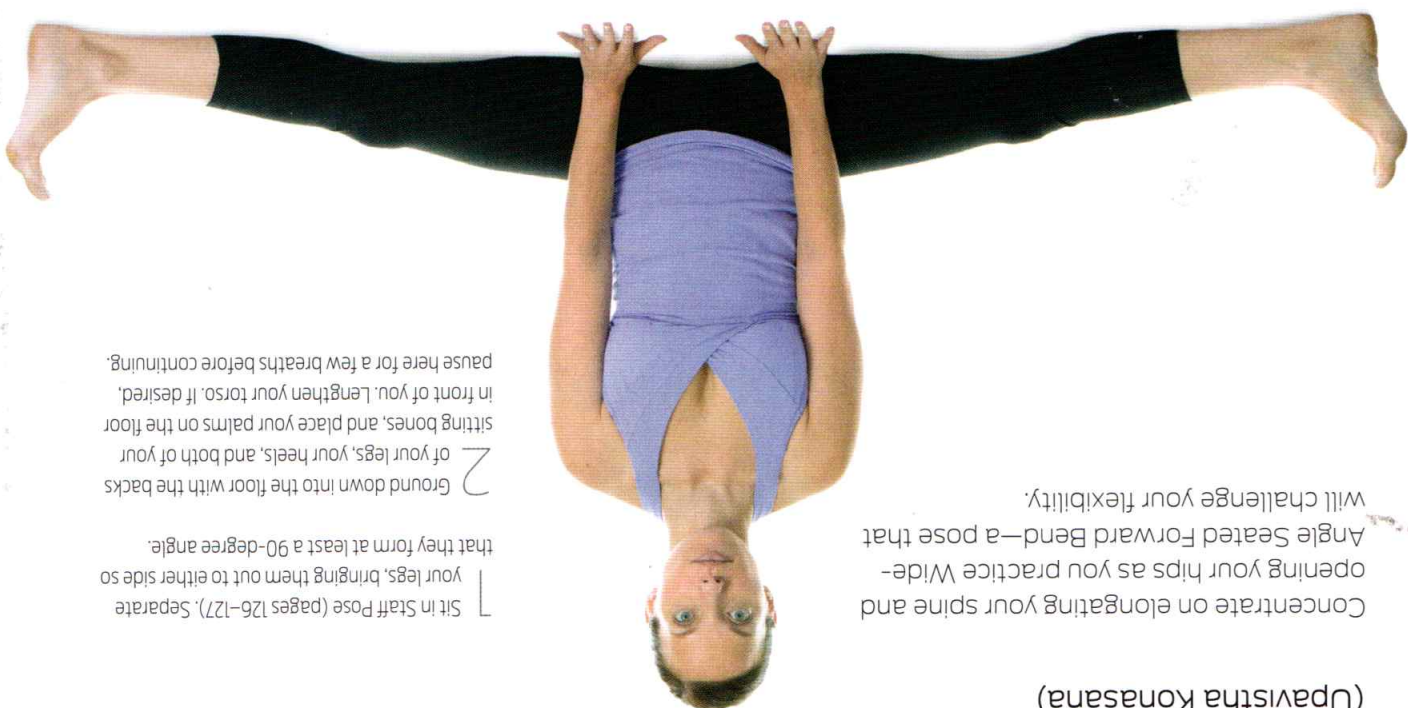 (Upavistha Konasana)
Concentrate on elongating your spine and
opening your hips as you practice Wide-
Angle Seated Forward Bend—a pose that
will challenge your flexibility.
1 Sit in Staff Pose (pages 126–127). Separate
your legs, bringing them out to either side so
that they form at least a 90-degree angle.
2 Ground down into the floor with the backs
of your legs, your heels, and both of your
sitting bones, and place your palms on the floor
in front of you. Lengthen your torso. If desired,
pause here for a few breaths before continuing.